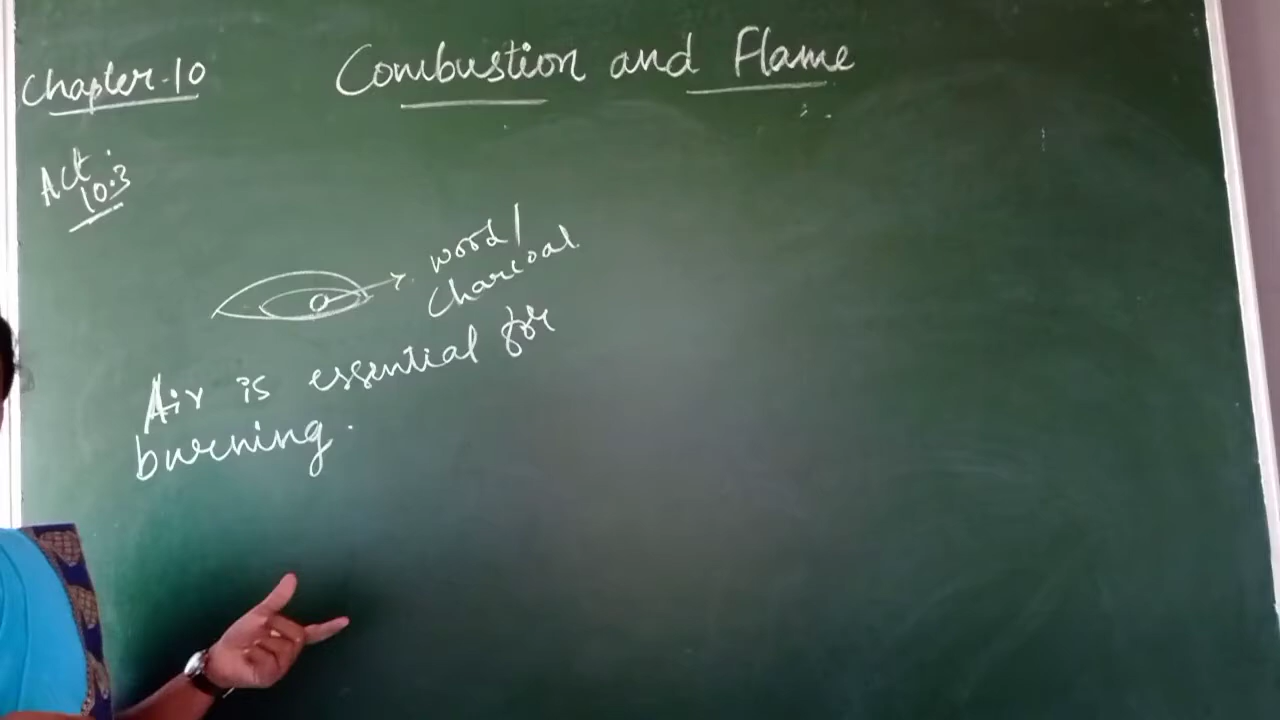 Chapter-10
Combustion and Flame
Act.
10.3
wood/
charcoal.
Air is essential for
burning.